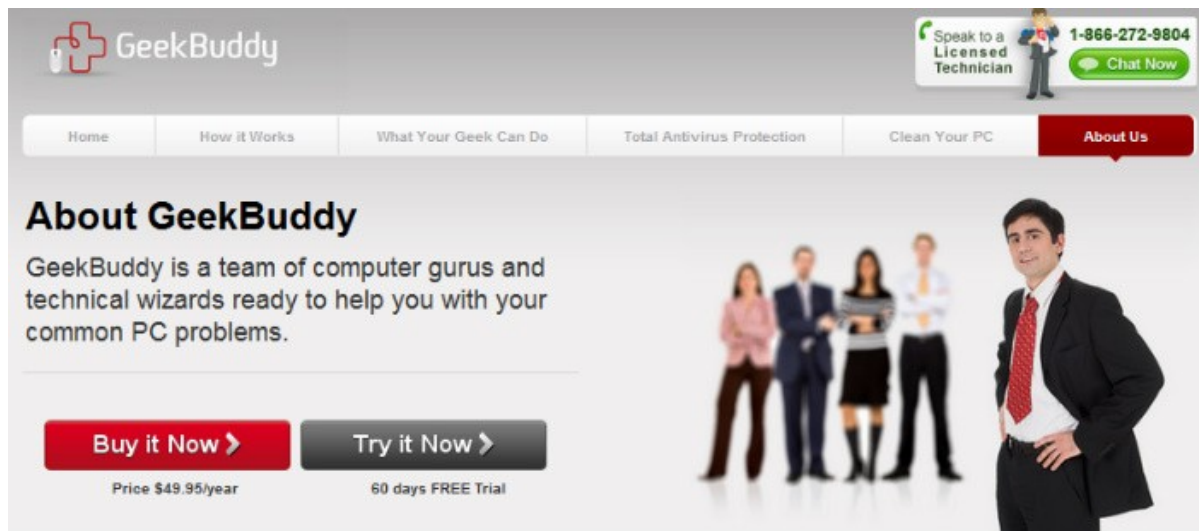 GeekBuddy
Speak to a
Licensed
Technician
1-866-272-9804
Chat Now
Home
How it Works
What Your Geek Can Do
Total Antivirus Protection
Clean Your PC
About Us
About GeekBuddy
GeekBuddy is a team of computer gurus and
technical wizards ready to help you with your
common PC problems.
Buy it Now
Try it Now
Price $49.95/year
60 days FREE Trial